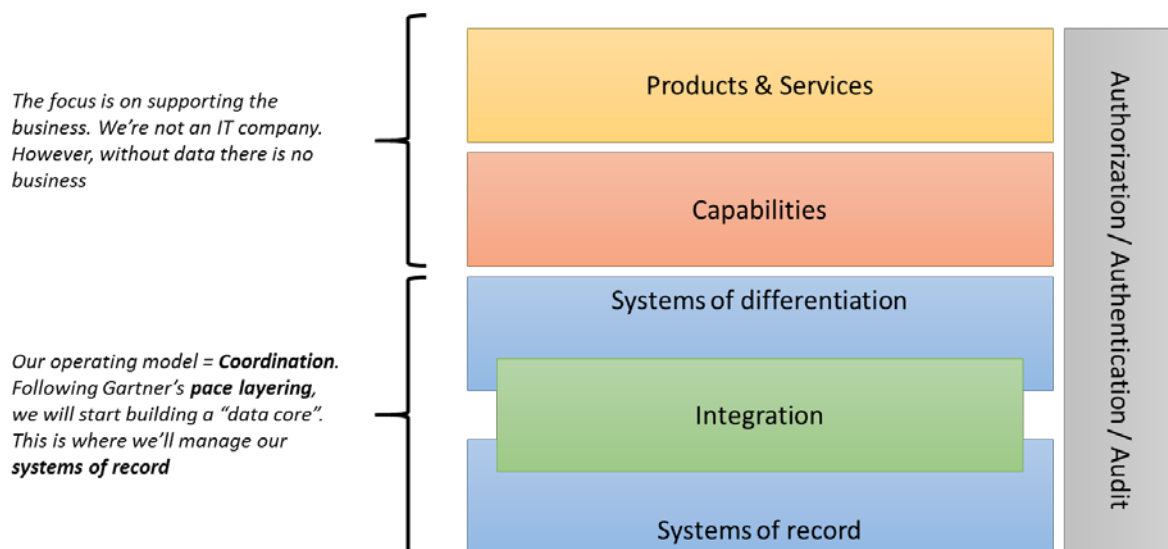 The focus is on supporting the
business. We’re not an IT company.
However, without data there is no
business
Products & Services
Capabilities
Our operating model = Coordination.
Following Gartner’s pace layering,
we will start building a “data core”.
This is where we’ll manage our
systems of record
Systems of differentiation
Integration
Systems of record
Authorization / Authentication / Audit